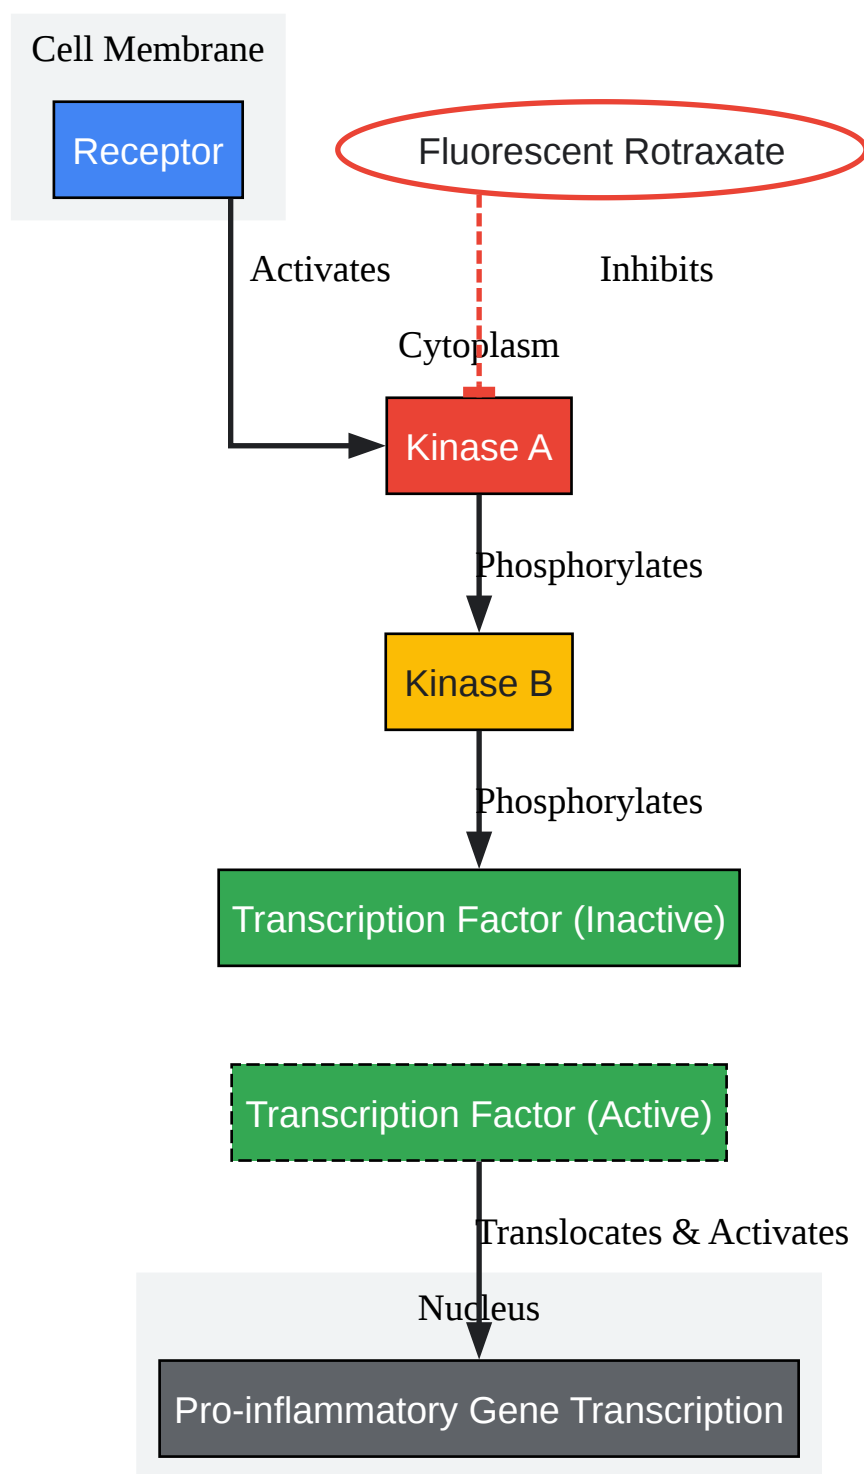 Cell Membrane
Receptor
Fluorescent Rotraxate
Activates
Inhibits
Cytoplasm
Kinase A
Phosphorylates
Kinase B
Phosphorylates
Transcription Factor (Inactive)
Transcription Factor (Active)
Translocates & Activates
Nucleus
Pro-inflammatory Gene Transcription